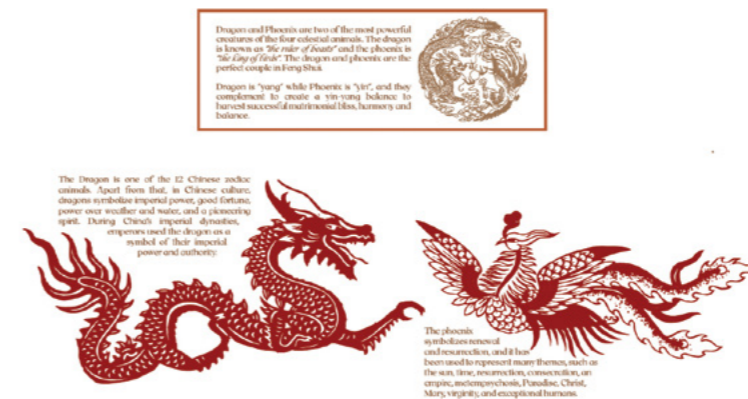 Dragon and Phoenix are two of the most powerful
creatures of the four celestial animals. The dragon
is known as "the ruler of beasts" and the phoenix is
"the king of birds". The dragon and phoenix are the
perfect couple in Feng Shui.
Dragon is "yang" while Phoenix is "yin", and they
complement to create a yin-yang balance to
harvest successful matrimonial bliss, harmony and
balance.
The Dragon is one of the 12 Chinese zodiac
animals. Apart from that, in Chinese culture,
dragons symbolize imperial power, good fortune,
power over weather and water, and a pioneering
spirit. During China's imperial dynasties,
emperors used the dragon as a
symbol of their imperial
power and authority.
The phoenix
symbolizes renewal
and resurrection, and it has
been used to represent many themes, such as
the sun, time, resurrection, consecration, an
empire, metempsychosis, Paradise, Christ,
Mary, virginity, and exceptional humans.